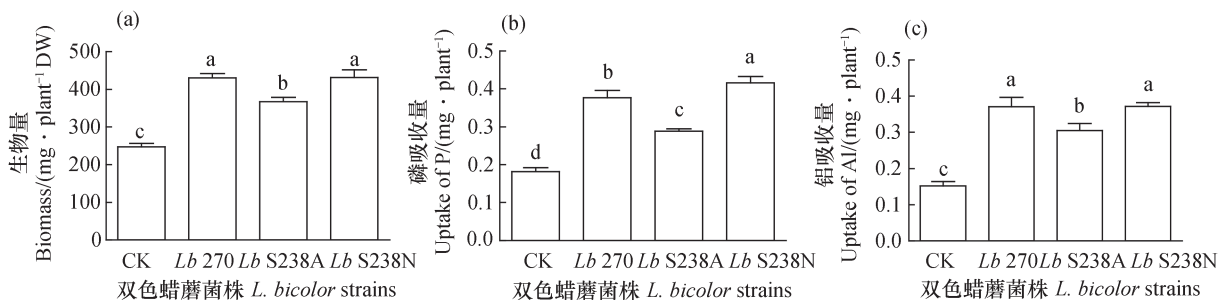 (a)
生物量
Biomass/(mg·plant⁻¹ DW)
500
400
300
200
100
0
c
a
b
a
CK Lb 270 Lb S238A Lb S238N
双色蜡蘑菌株 L. bicolor strains
(b)
磷吸收量
Uptake of P/(mg·plant⁻¹)
0.5
0.4
0.3
0.2
0.1
0.0
d
b
c
a
CK Lb 270 Lb S238A Lb S238N
双色蜡蘑菌株 L. bicolor strains
(c)
铝吸收量
Uptake of Al/(mg·plant⁻¹)
0.5
0.4
0.3
0.2
0.1
0.0
c
a
b
a
CK Lb 270 Lb S238A Lb S238N
双色蜡蘑菌株 L. bicolor strains